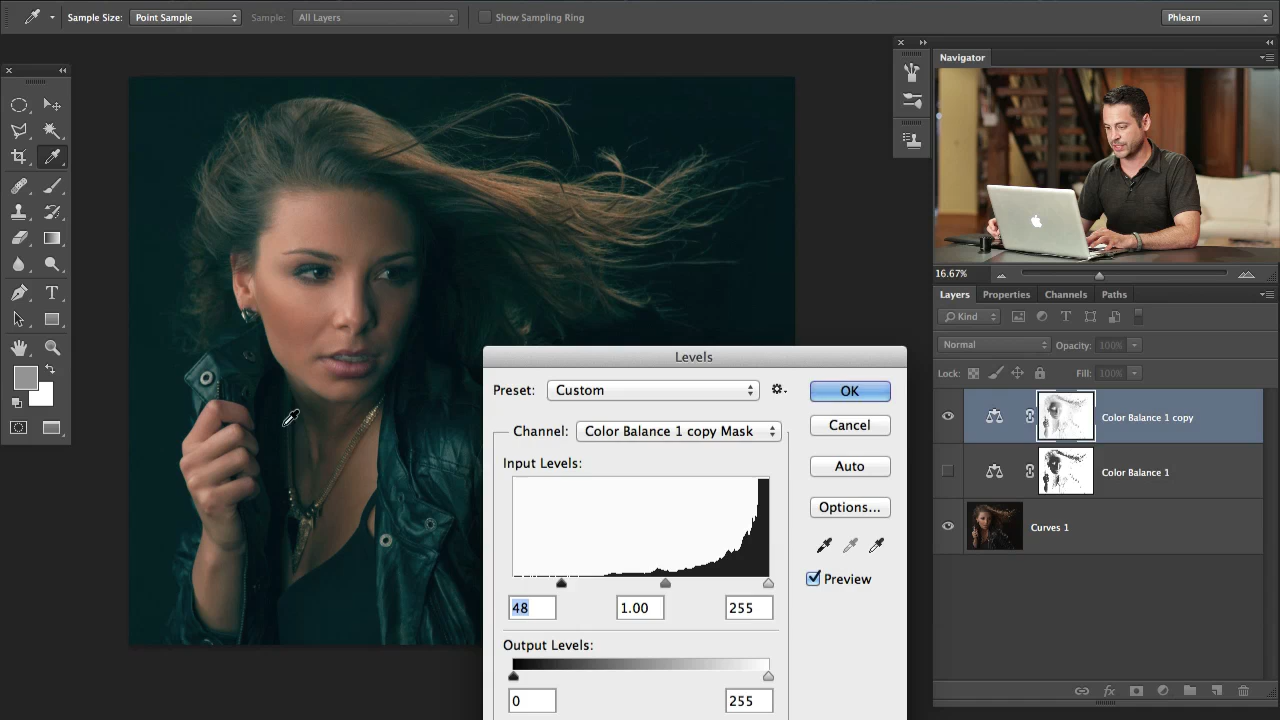 Sample Size: Point Sample Sample: All Layers Show Sampling Ring Phlearn
Navigator
16.67%
Layers Properties Channels Paths
Kind
Normal Opacity: 100%
Lock: Fill: 100%
Color Balance 1 copy
Color Balance 1
Curves 1
Levels
Preset: Custom
OK
Channel: Color Balance 1 copy Mask
Cancel
Input Levels:
Auto
Options...
Preview
48 1.00 255
Output Levels:
0 255